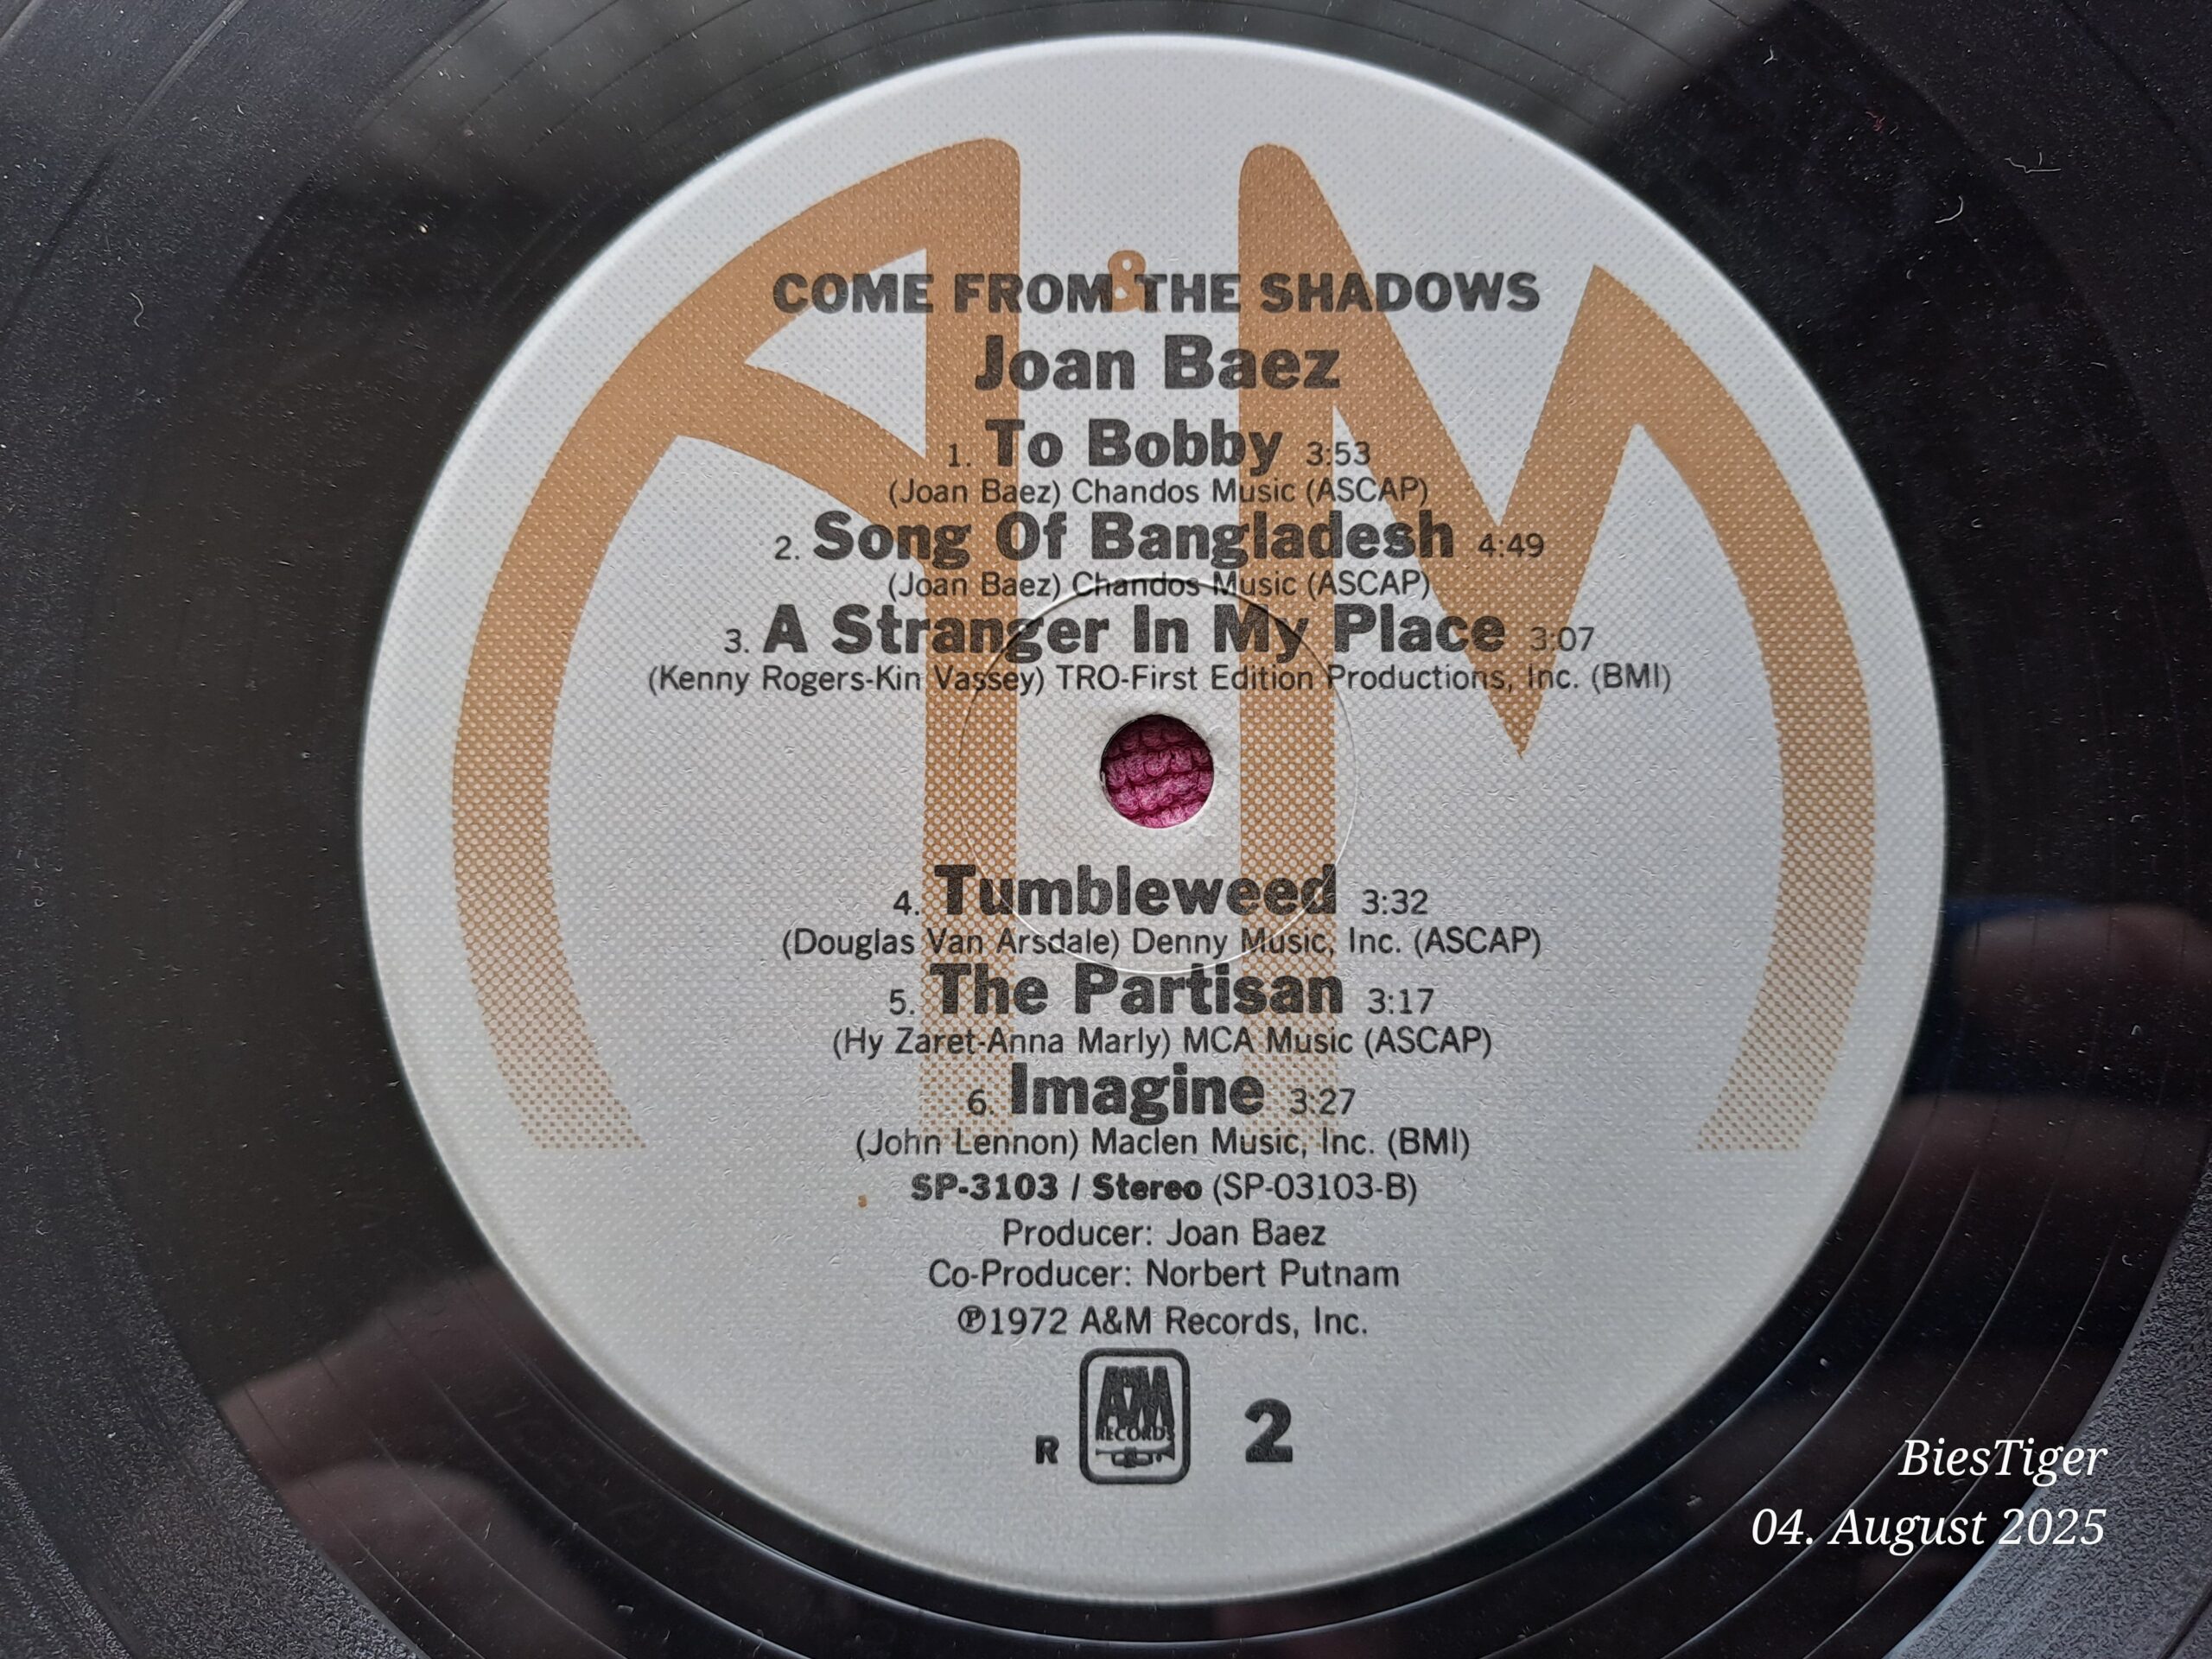 A&M
COME FROM THE SHADOWS
Joan Baez
1. To Bobby 3:53
(Joan Baez) Chandos Music (ASCAP)
2. Song Of Bangladesh 4:49
(Joan Baez) Chandos Music (ASCAP)
3. A Stranger In My Place 3:07
(Kenny Rogers-Kin Vassey) TRO-First Edition Productions, Inc. (BMI)
4. Tumbleweed 3:32
(Douglas Van Arsdale) Denny Music, Inc. (ASCAP)
5. The Partisan 3:17
(Hy Zaret-Anna Marly) MCA Music (ASCAP)
6. Imagine 3:27
(John Lennon) Maclen Music, Inc. (BMI)
SP-3103 / Stereo (SP-03103-B)
Producer: Joan Baez
Co-Producer: Norbert Putnam
℗1972 A&M Records, Inc.
A&M
RECORDS
R 2
BiesTiger
04. August 2025